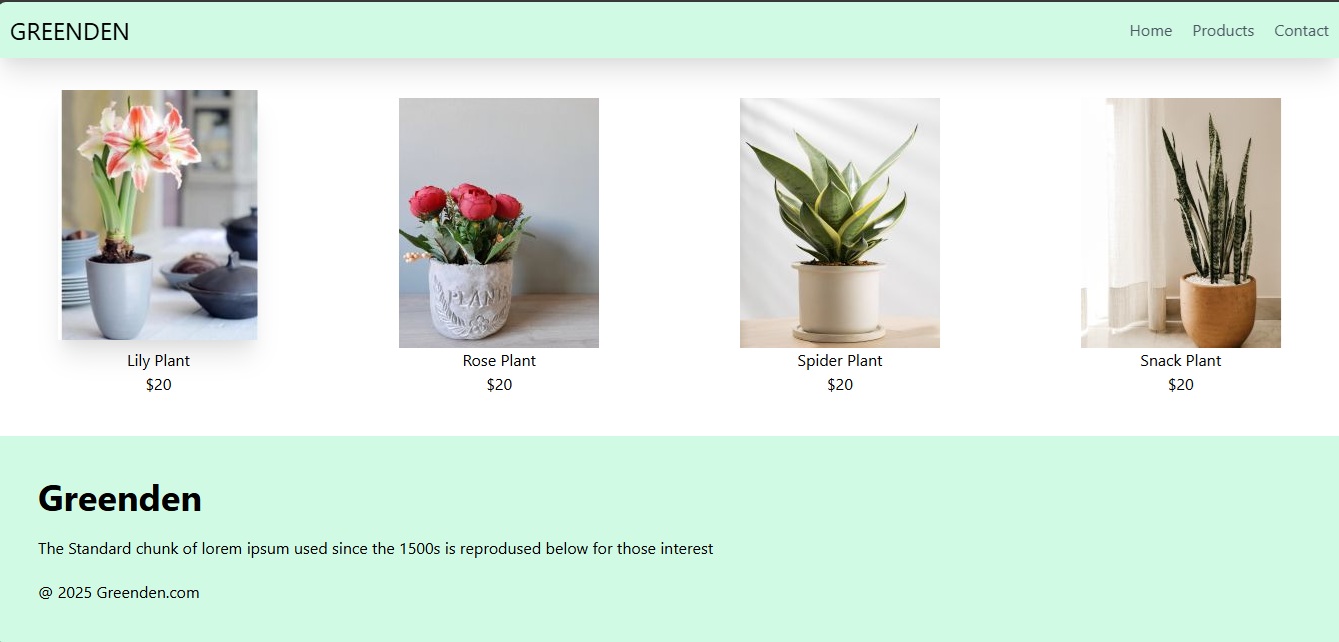 GREENDEN
Home Products Contact
PLANTS
Lily Plant
Rose Plant
Spider Plant
Snack Plant
$20
$20
$20
$20
Greenden
The Standard chunk of lorem ipsum used since the 1500s is reprodused below for those interest
@ 2025 Greenden.com